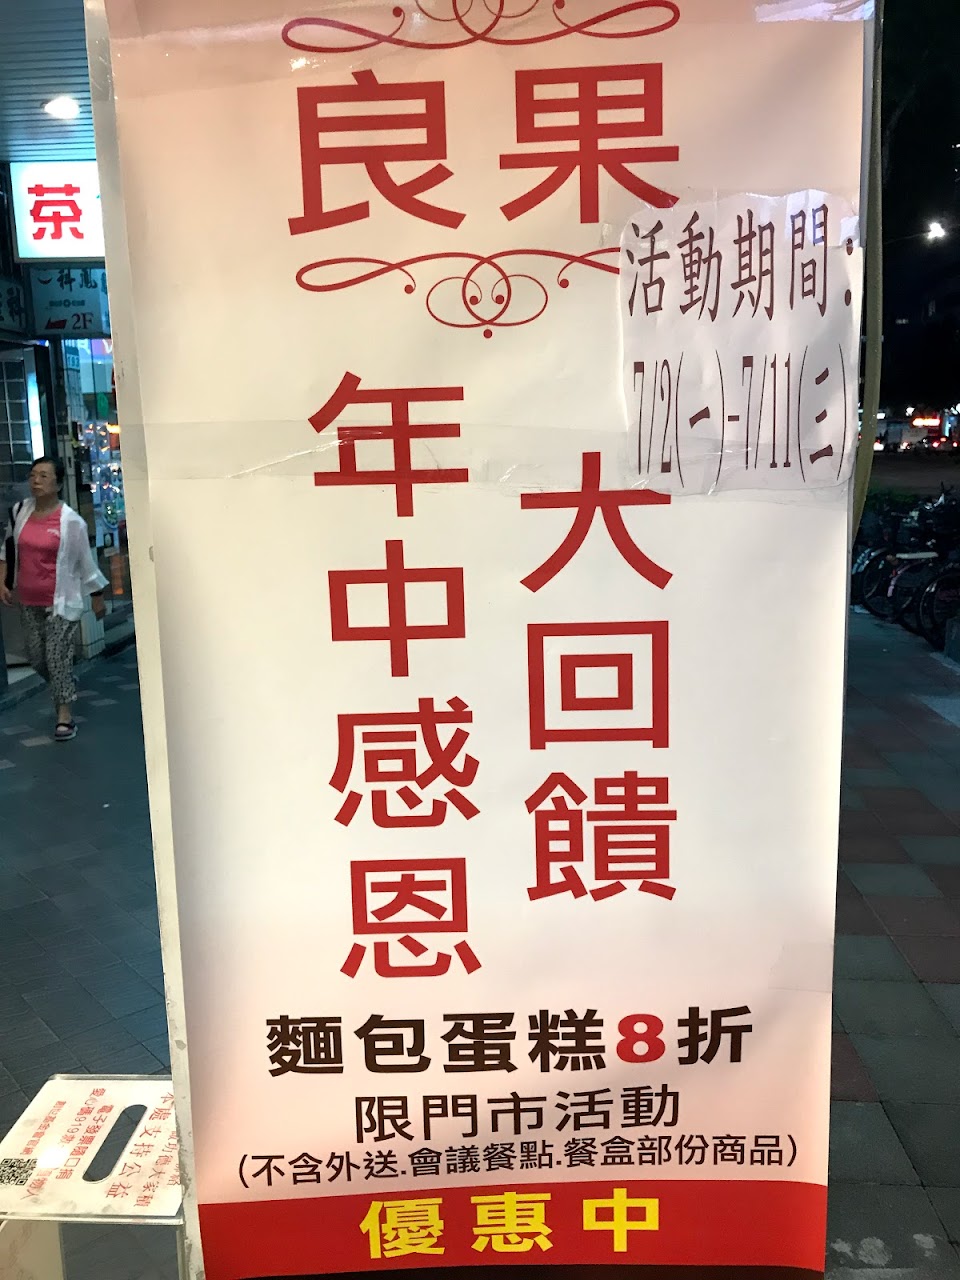 良果
活動期間：
7/2(一)-7/11(三)
年中感恩
大回饋
麵包蛋糕8折
限門市活動
(不含外送.會議餐點.餐盒部份商品)
優惠中
茶
2F